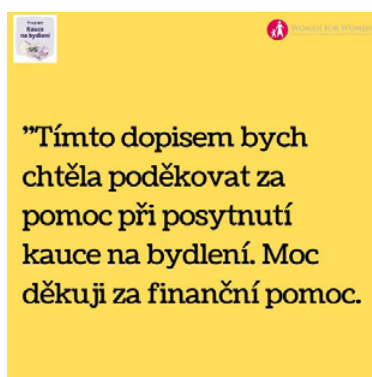 Program
Kauce
na bydlení
WOMEN FOR WOMEN
"Tímto dopisem bych
chtěla poděkovat za
pomoc při posytnutí
kauce na bydlení. Moc
děkuji za finanční pomoc.